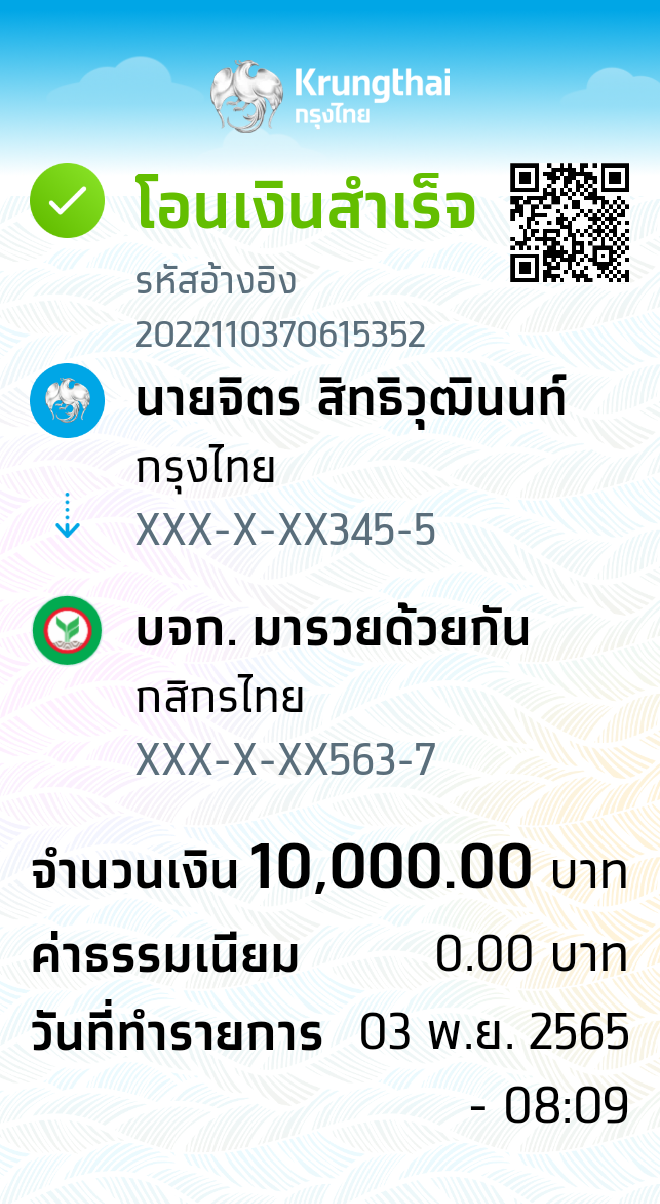 Krungthai
กรุงไทย
โอนเงินสำเร็จ
รหัสอ้างอิง
2022110370615352
นายจิตร สิทธิวุฒินนท์
กรุงไทย
XXX-X-XX345-5
บจก. มารวยด้วยกัน
กสิกรไทย
XXX-X-XX563-7
จำนวนเงิน 10,000.00 บาท
ค่าธรรมเนียม 0.00 บาท
วันที่ทำรายการ 03 พ.ย. 2565
- 08:09